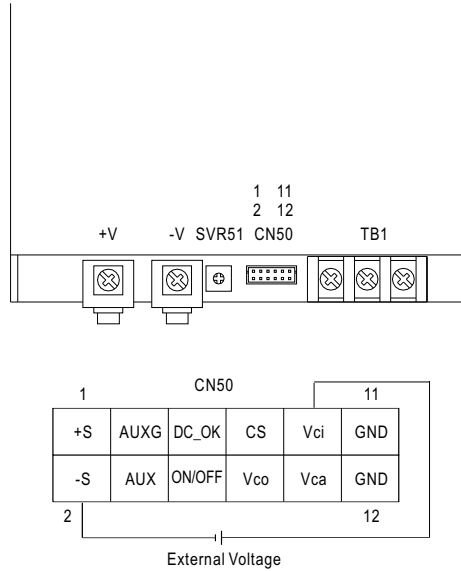 1 11
2 12
+V -V SVR51 CN50 TB1
CN50
1 11
+S AUXG DC_OK CS Vci GND
-S AUX ON/OFF Vco Vca GND
2 12
External Voltage